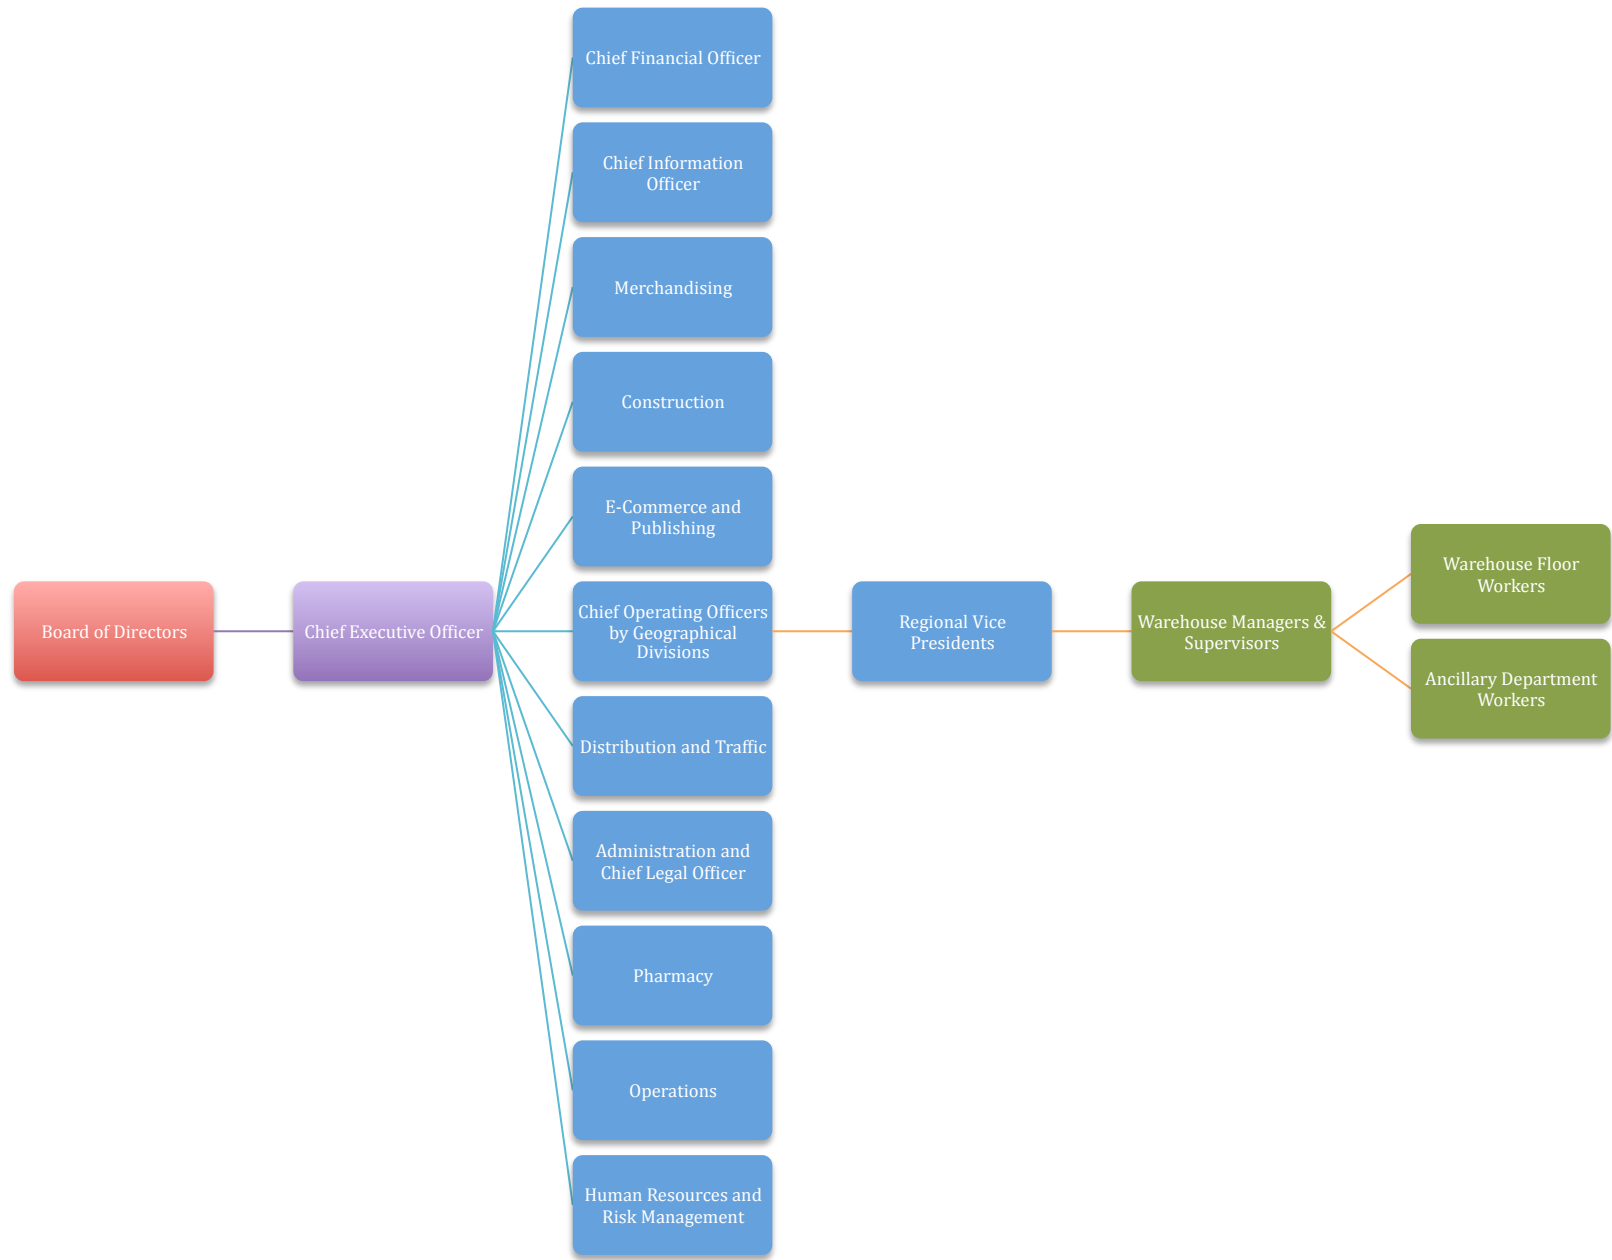 Chief Financial Officer
Chief Information
Officer
Merchandising
Construction
E-Commerce and
Publishing
Board of Directors
Chief Executive Officer
Chief Operating Officers
by Geographical
Divisions
Regional Vice
Presidents
Warehouse Managers &
Supervisors
Warehouse Floor
Workers
Ancillary Department
Workers
Distribution and Traffic
Administration and
Chief Legal Officer
Pharmacy
Operations
Human Resources and
Risk Management